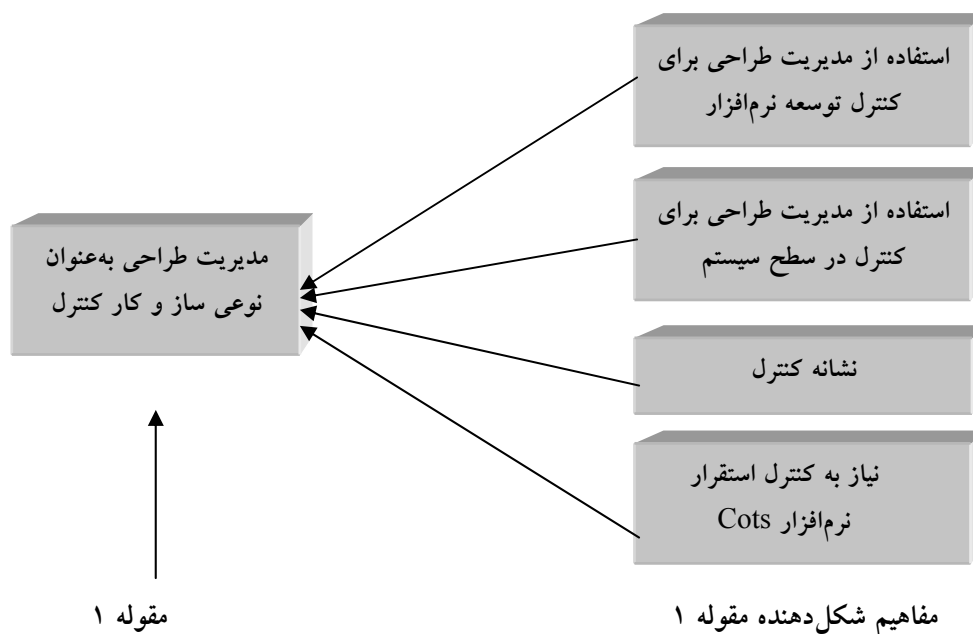 استفاده از مدیریت طراحی برای
کنترل توسعه نرم‌افزار
استفاده از مدیریت طراحی برای
کنترل در سطح سیستم
نشانه کنترل
نیاز به کنترل استقرار
نرم‌افزار Cots
مدیریت طراحی به‌عنوان
نوعی ساز و کار کنترل
مفاهیم شکل‌دهنده مقوله ۱
مقوله ۱